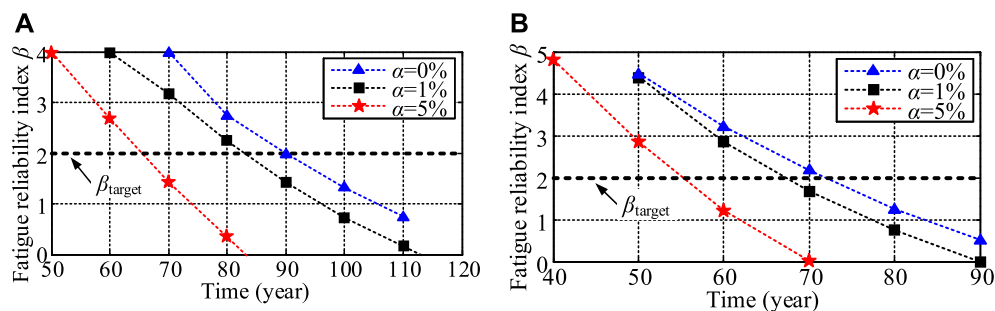 A
Fatigue reliability index β
4
3
2
1
0
α=0%
α=1%
α=5%
βtarget
50 60 70 80 90 100 110 120
Time (year)
B
Fatigue reliability index β
5
4
3
2
1
0
α=0%
α=1%
α=5%
βtarget
40 50 60 70 80 90
Time (year)